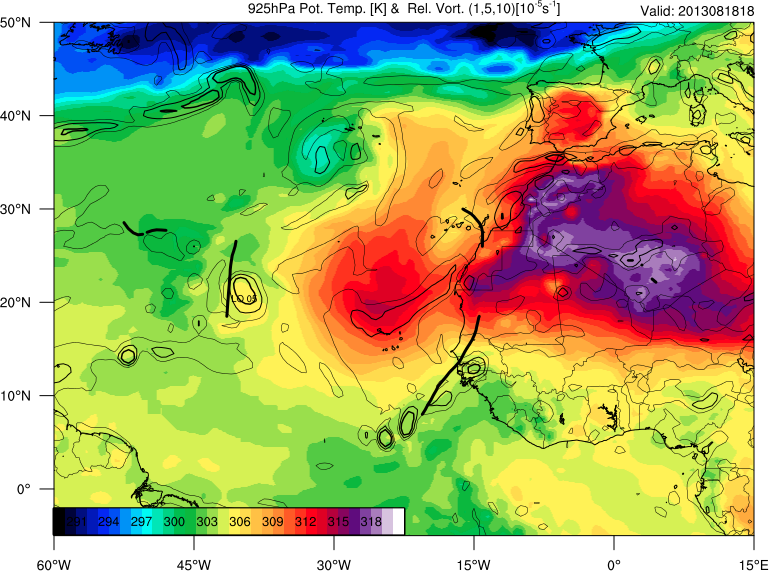 925hPa Pot. Temp. [K] & Rel. Vort. (1,5,10)[10⁻⁵s⁻¹]
Valid: 2013081818
50°N
40°N
30°N
20°N
10°N
0°
291 294 297 300 303 306 309 312 315 318
60°W 45°W 30°W 15°W 0° 15°E